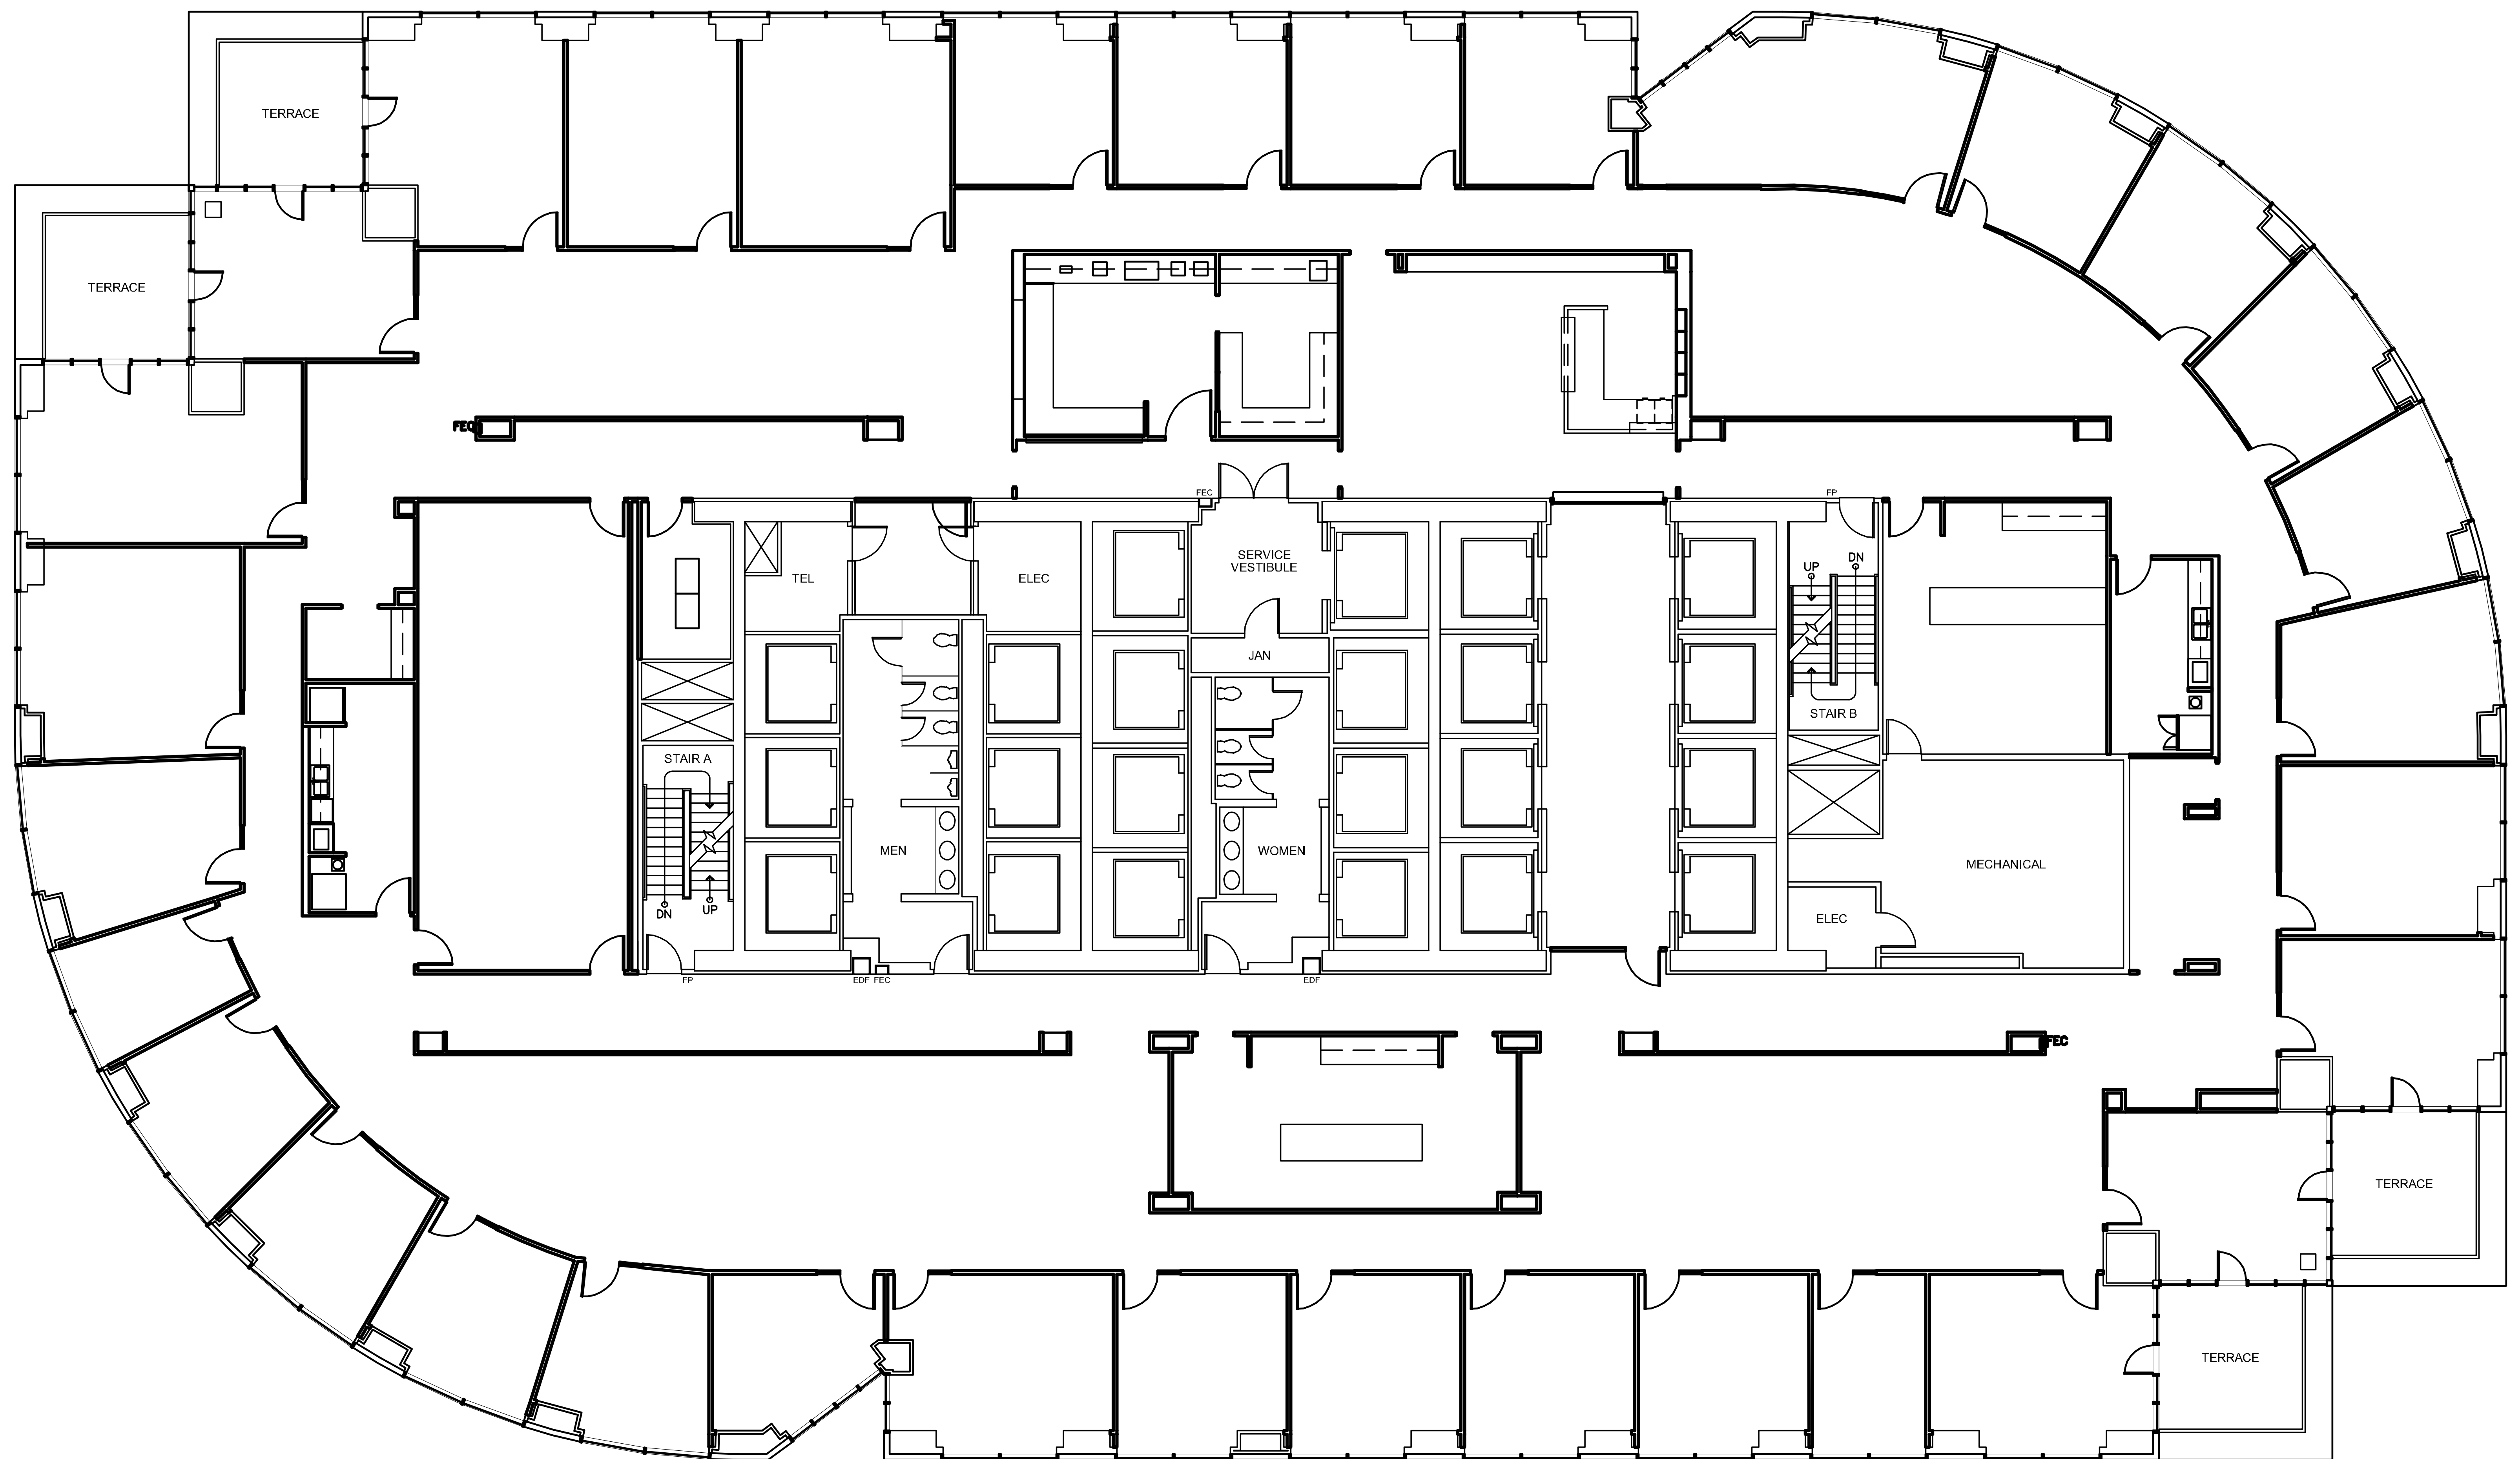 TERRACE
TERRACE
FEC
FEC
FP
SERVICE
VESTIBULE
TEL
ELEC
UP
DN
JAN
STAIR B
STAIR A
MEN
WOMEN
MECHANICAL
DN
UP
ELEC
FP
EDF
FEC
EDF
FEC
TERRACE
TERRACE